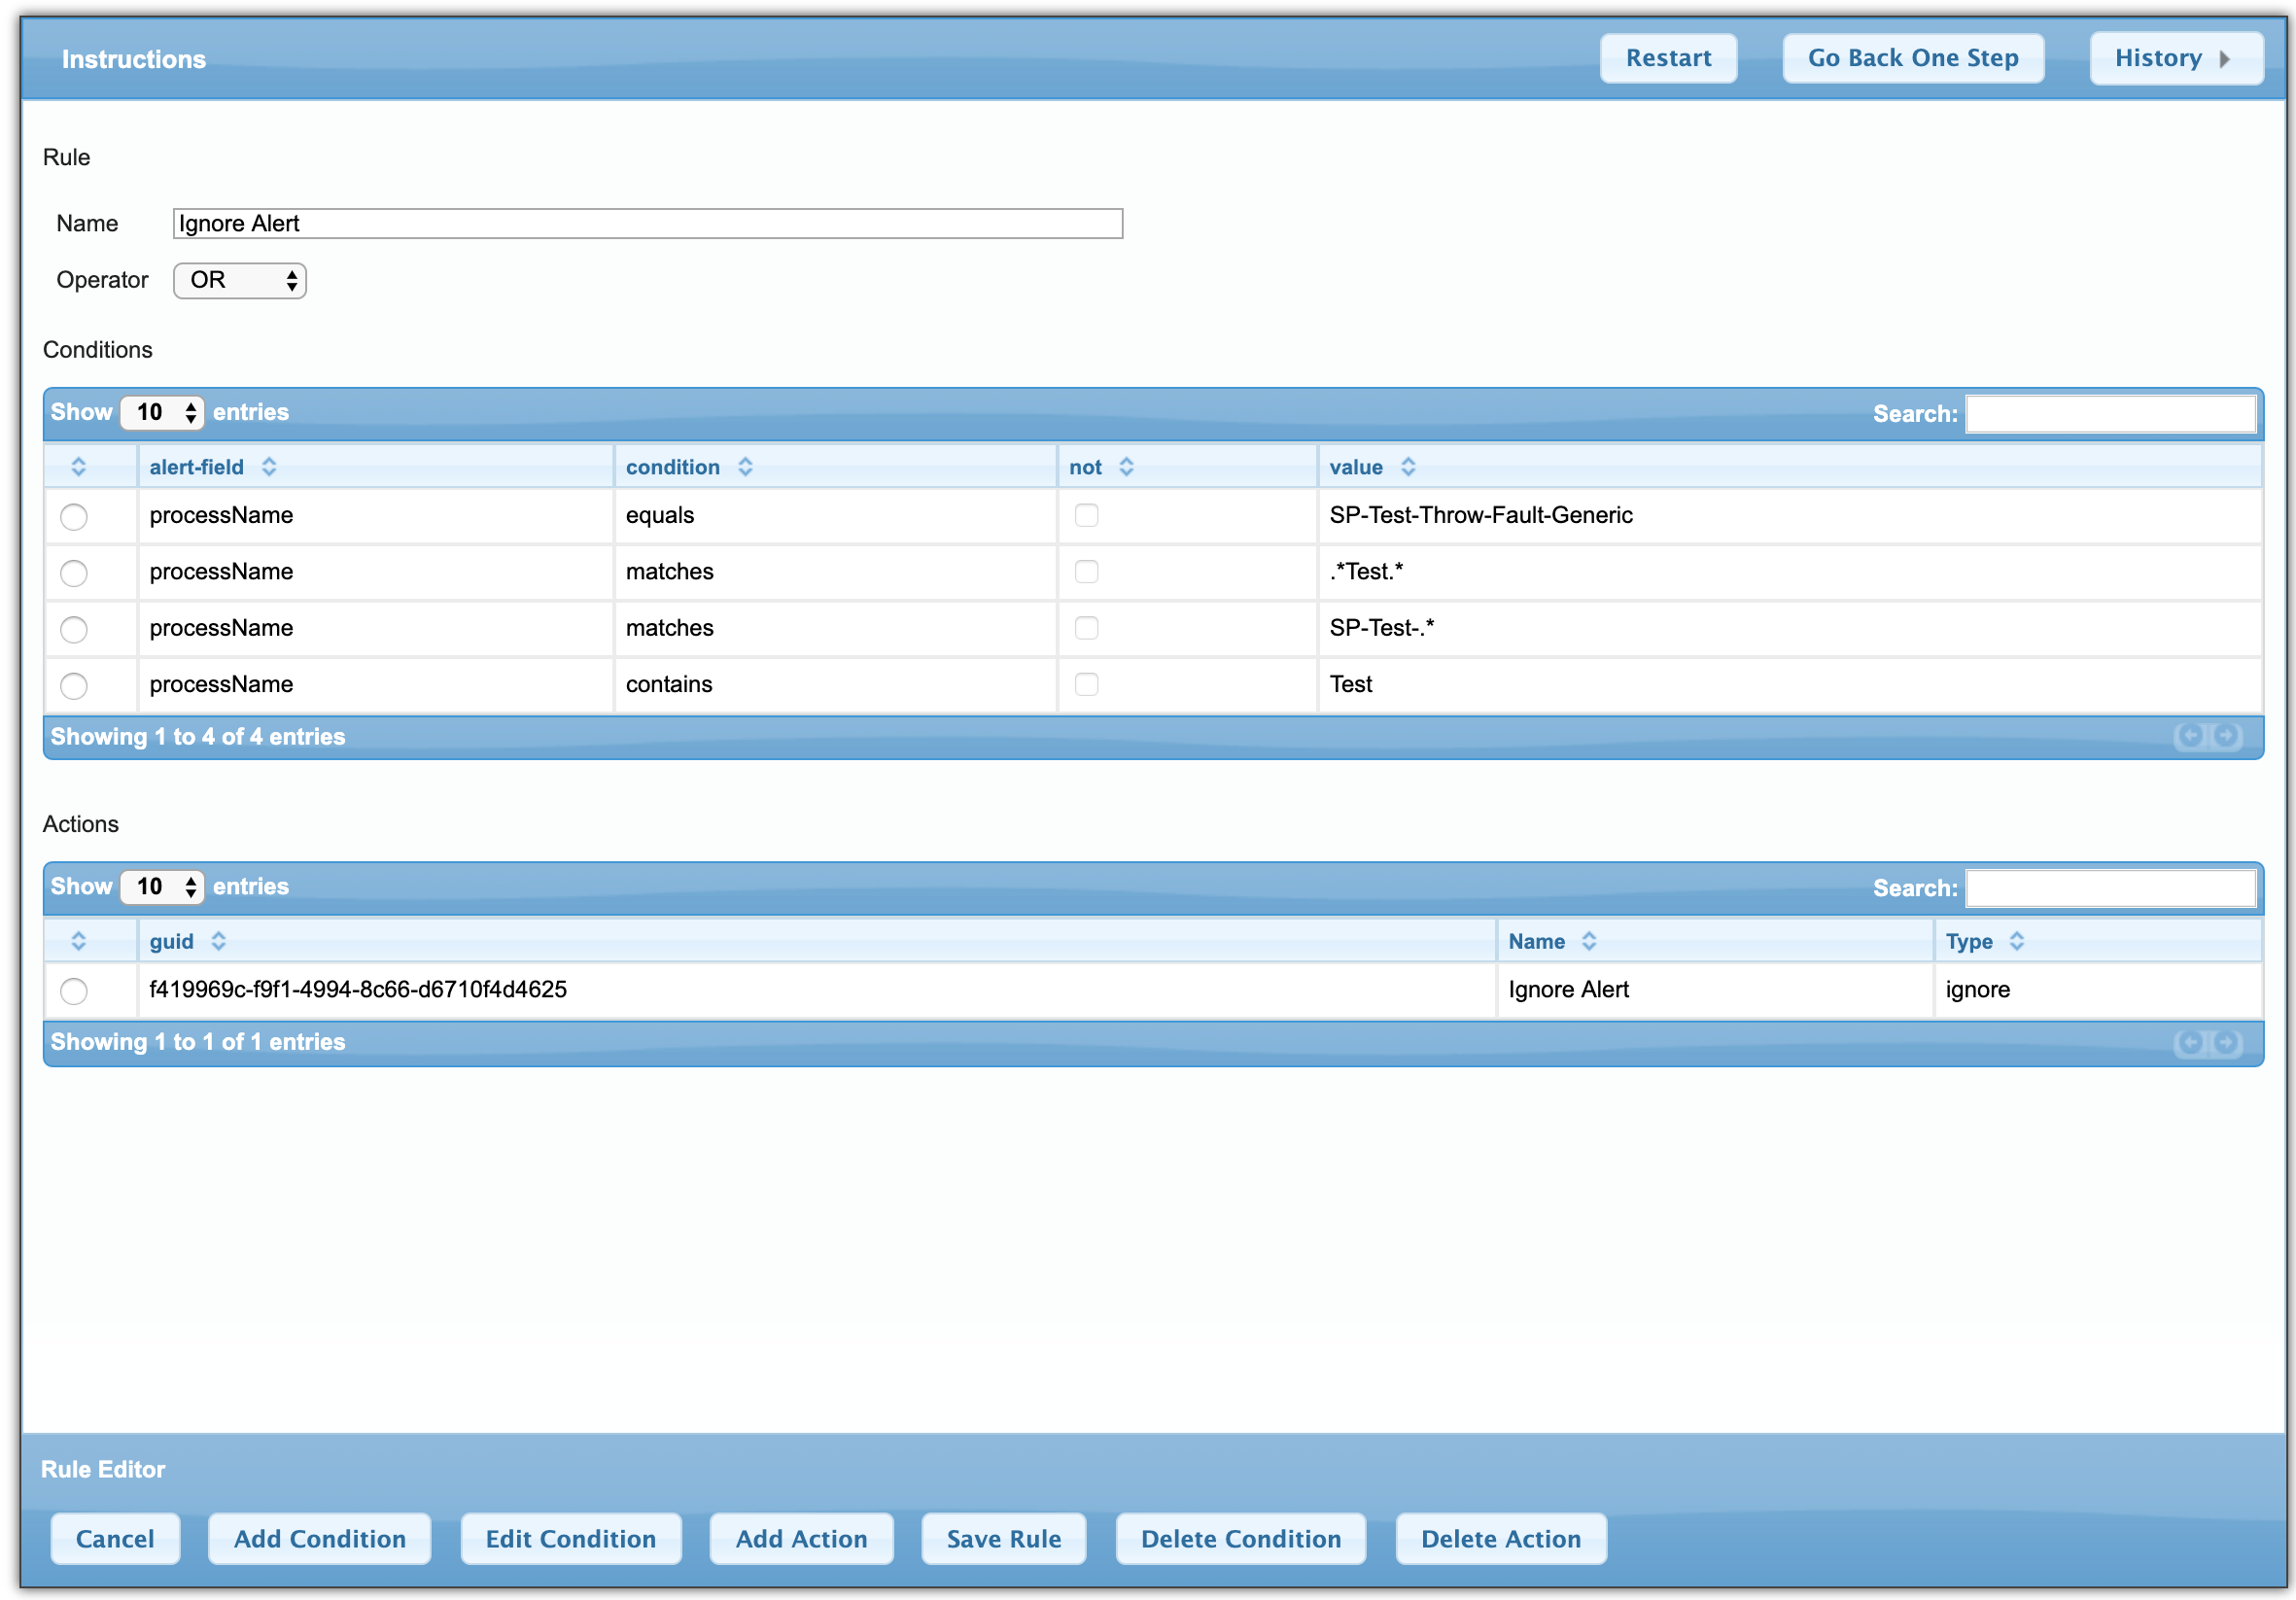 Instructions Restart Go Back One Step History
Rule
Name Ignore Alert
Operator OR
Conditions
Show 10 entries Search:
alert-field condition not value
processName equals SP-Test-Throw-Fault-Generic
processName matches .*Test.*
processName matches SP-Test-.*
processName contains Test
Showing 1 to 4 of 4 entries
Actions
Show 10 entries Search:
guid Name Type
f419969c-f9f1-4994-8c66-d6710f4d4625 Ignore Alert ignore
Showing 1 to 1 of 1 entries
Rule Editor
Cancel Add Condition Edit Condition Add Action Save Rule Delete Condition Delete Action